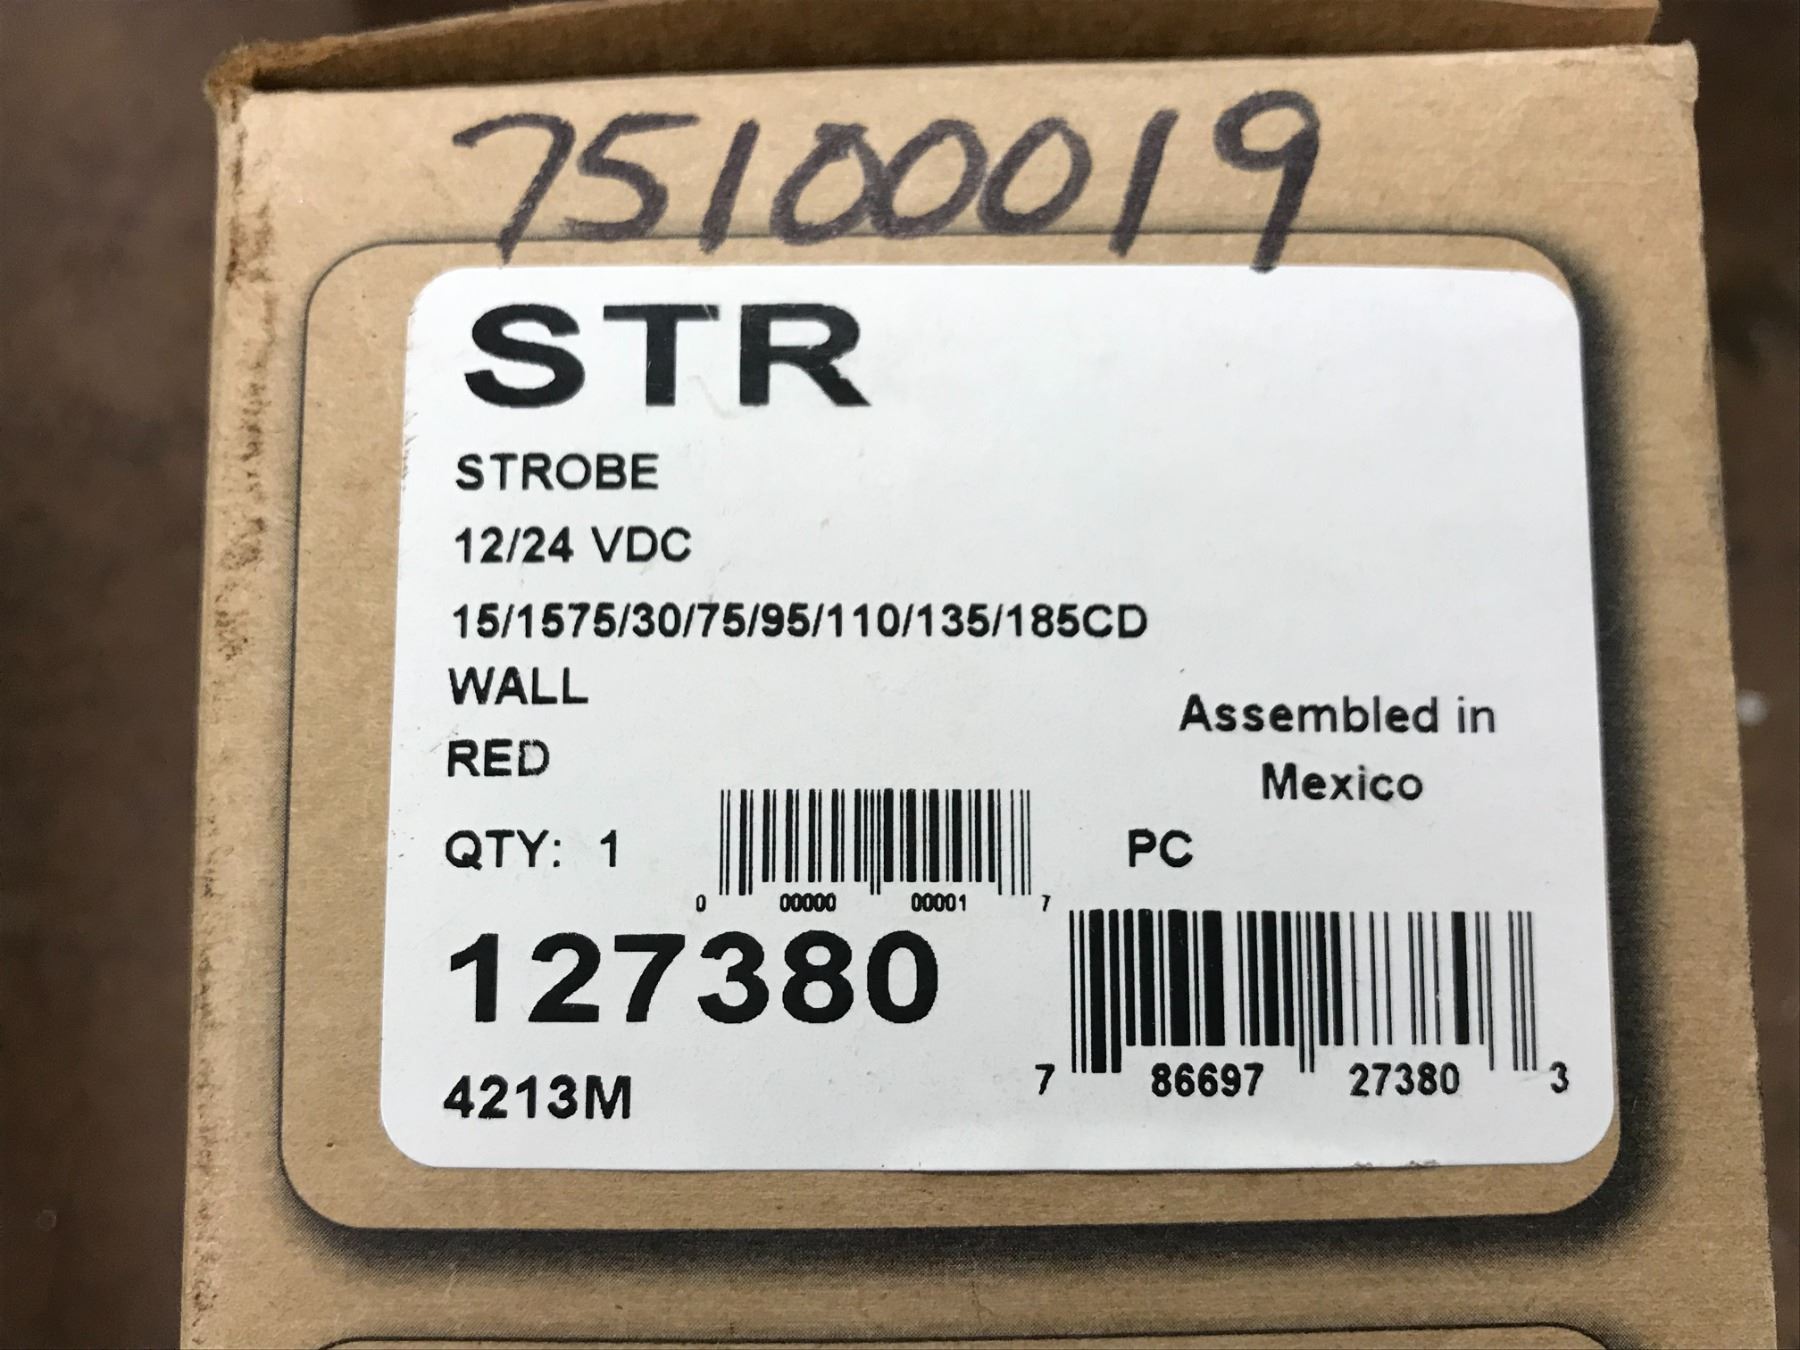 75100019
STR
STROBE
12/24 VDC
15/1575/30/75/95/110/135/185CD
WALL
RED
Assembled in
Mexico
QTY: 1
0 00000 00001 7
PC
127380
4213M
7 86697 27380 3